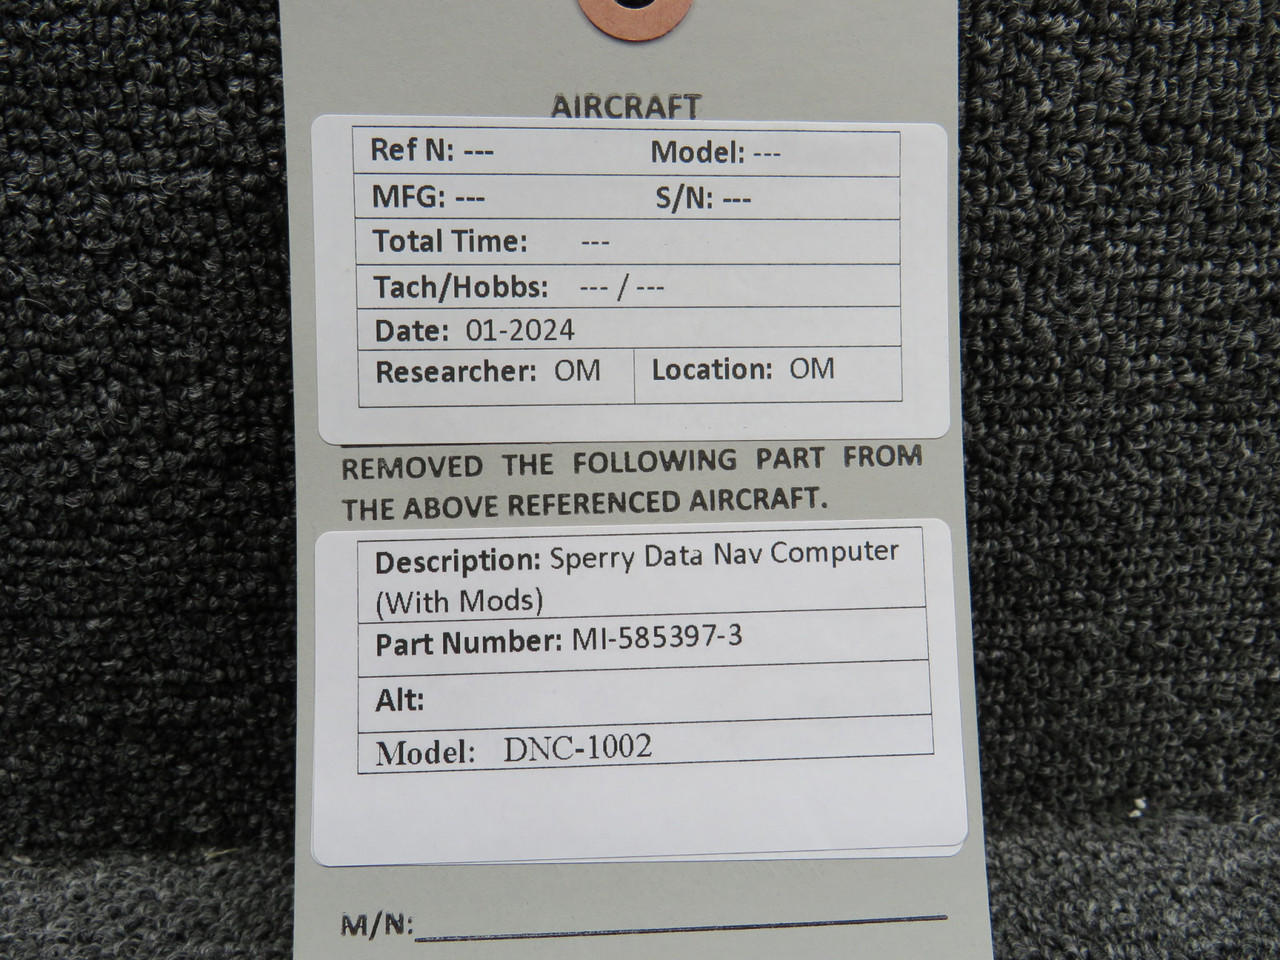 AIRCRAFT
Ref N: --- Model: ---
MFG: --- S/N: ---
Total Time: ---
Tach/Hobbs: --- / ---
Date: 01-2024
Researcher: OM Location: OM
REMOVED THE FOLLOWING PART FROM
THE ABOVE REFERENCED AIRCRAFT.
Description: Sperry Data Nav Computer
(With Mods)
Part Number: MI-585397-3
Alt:
Model: DNC-1002
M/N: